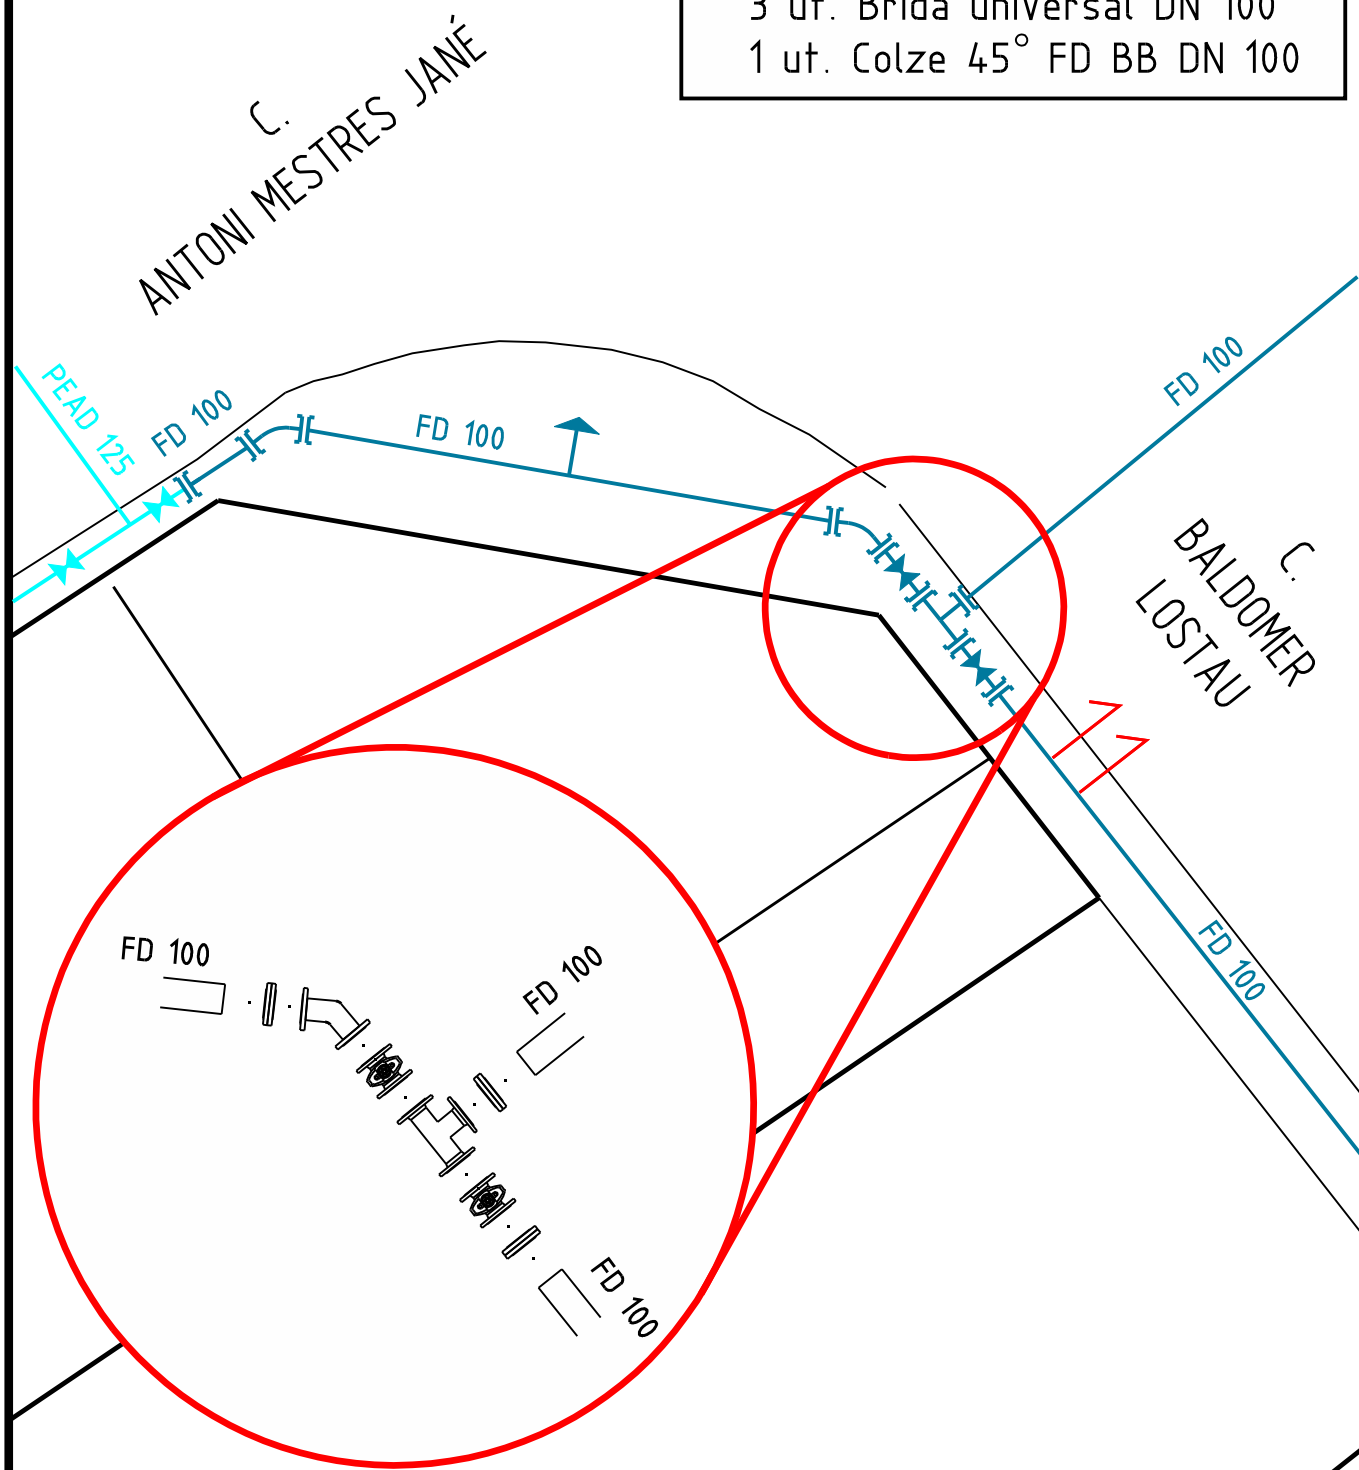 3 ut. Brida universal DN 100
1 ut. Colze 45° FD BB DN 100
C.
ANTONI MESTRES JANÉ
PEAD 125
FD 100
FD 100
FD 100
C.
BALDOMER
LOSTAU
FD 100
FD 100
FD 100
FD 100